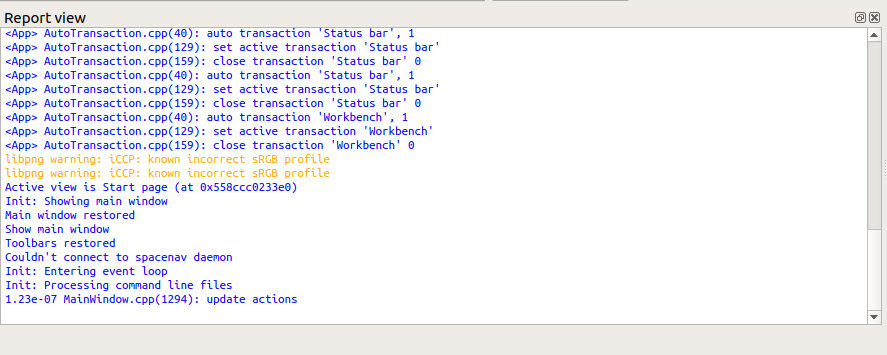 Report view
<App> AutoTransaction.cpp(40): auto transaction 'Status bar', 1
<App> AutoTransaction.cpp(129): set active transaction 'Status bar'
<App> AutoTransaction.cpp(159): close transaction 'Status bar' 0
<App> AutoTransaction.cpp(40): auto transaction 'Status bar', 1
<App> AutoTransaction.cpp(129): set active transaction 'Status bar'
<App> AutoTransaction.cpp(159): close transaction 'Status bar' 0
<App> AutoTransaction.cpp(40): auto transaction 'Workbench', 1
<App> AutoTransaction.cpp(129): set active transaction 'Workbench'
<App> AutoTransaction.cpp(159): close transaction 'Workbench' 0
libpng warning: iCCP: known incorrect sRGB profile
libpng warning: iCCP: known incorrect sRGB profile
Active view is Start page (at 0x558ccc0233e0)
Init: Showing main window
Main window restored
Show main window
Toolbars restored
Couldn't connect to spacenav daemon
Init: Entering event loop
Init: Processing command line files
1.23e-07 MainWindow.cpp(1294): update actions